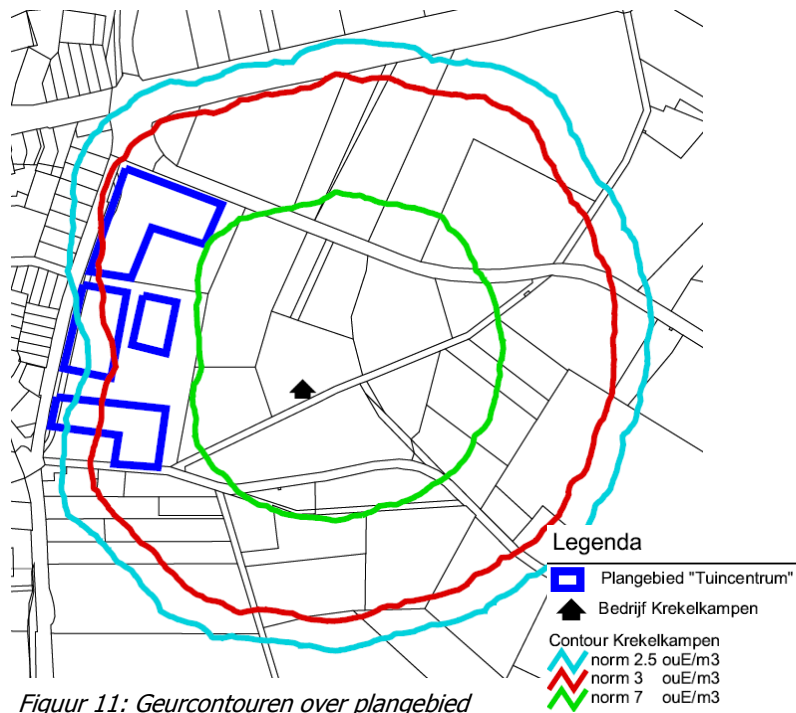 Legenda
Plangebied "Tuincentrum"
Bedrijf Krekelkampen
Contour Krekelkampen
norm 2.5 ouE/m3
norm 3 ouE/m3
norm 7 ouE/m3
Figuur 11: Geurcontouren over plangebied